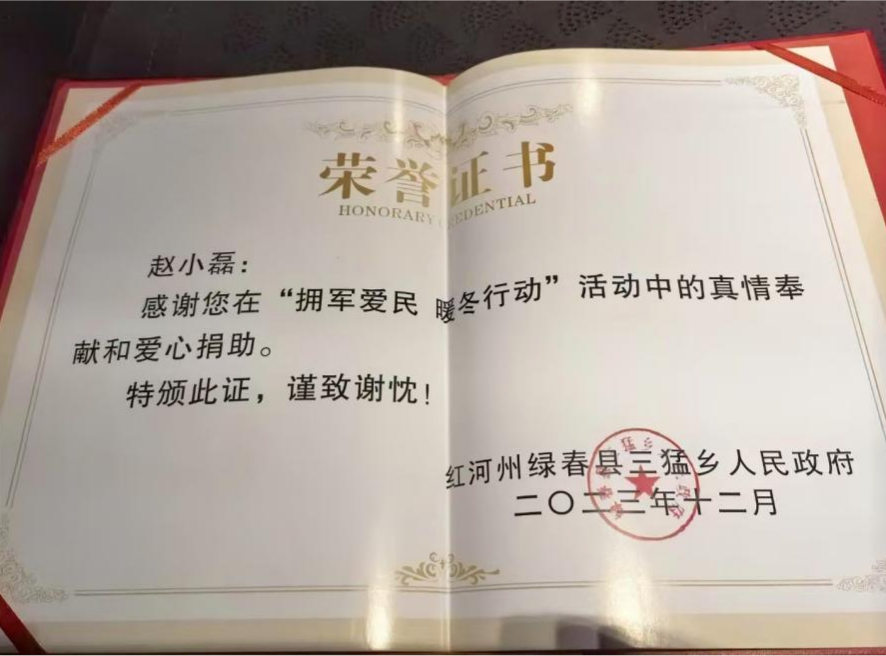 荣誉证书
HONORARY CREDENTIAL
赵小磊：
感谢您在“拥军爱民 暖冬行动”活动中的真情奉
献和爱心捐助。
特颁此证，谨致谢忱！
红河州绿春县三猛乡人民政府
二〇二三年十二月